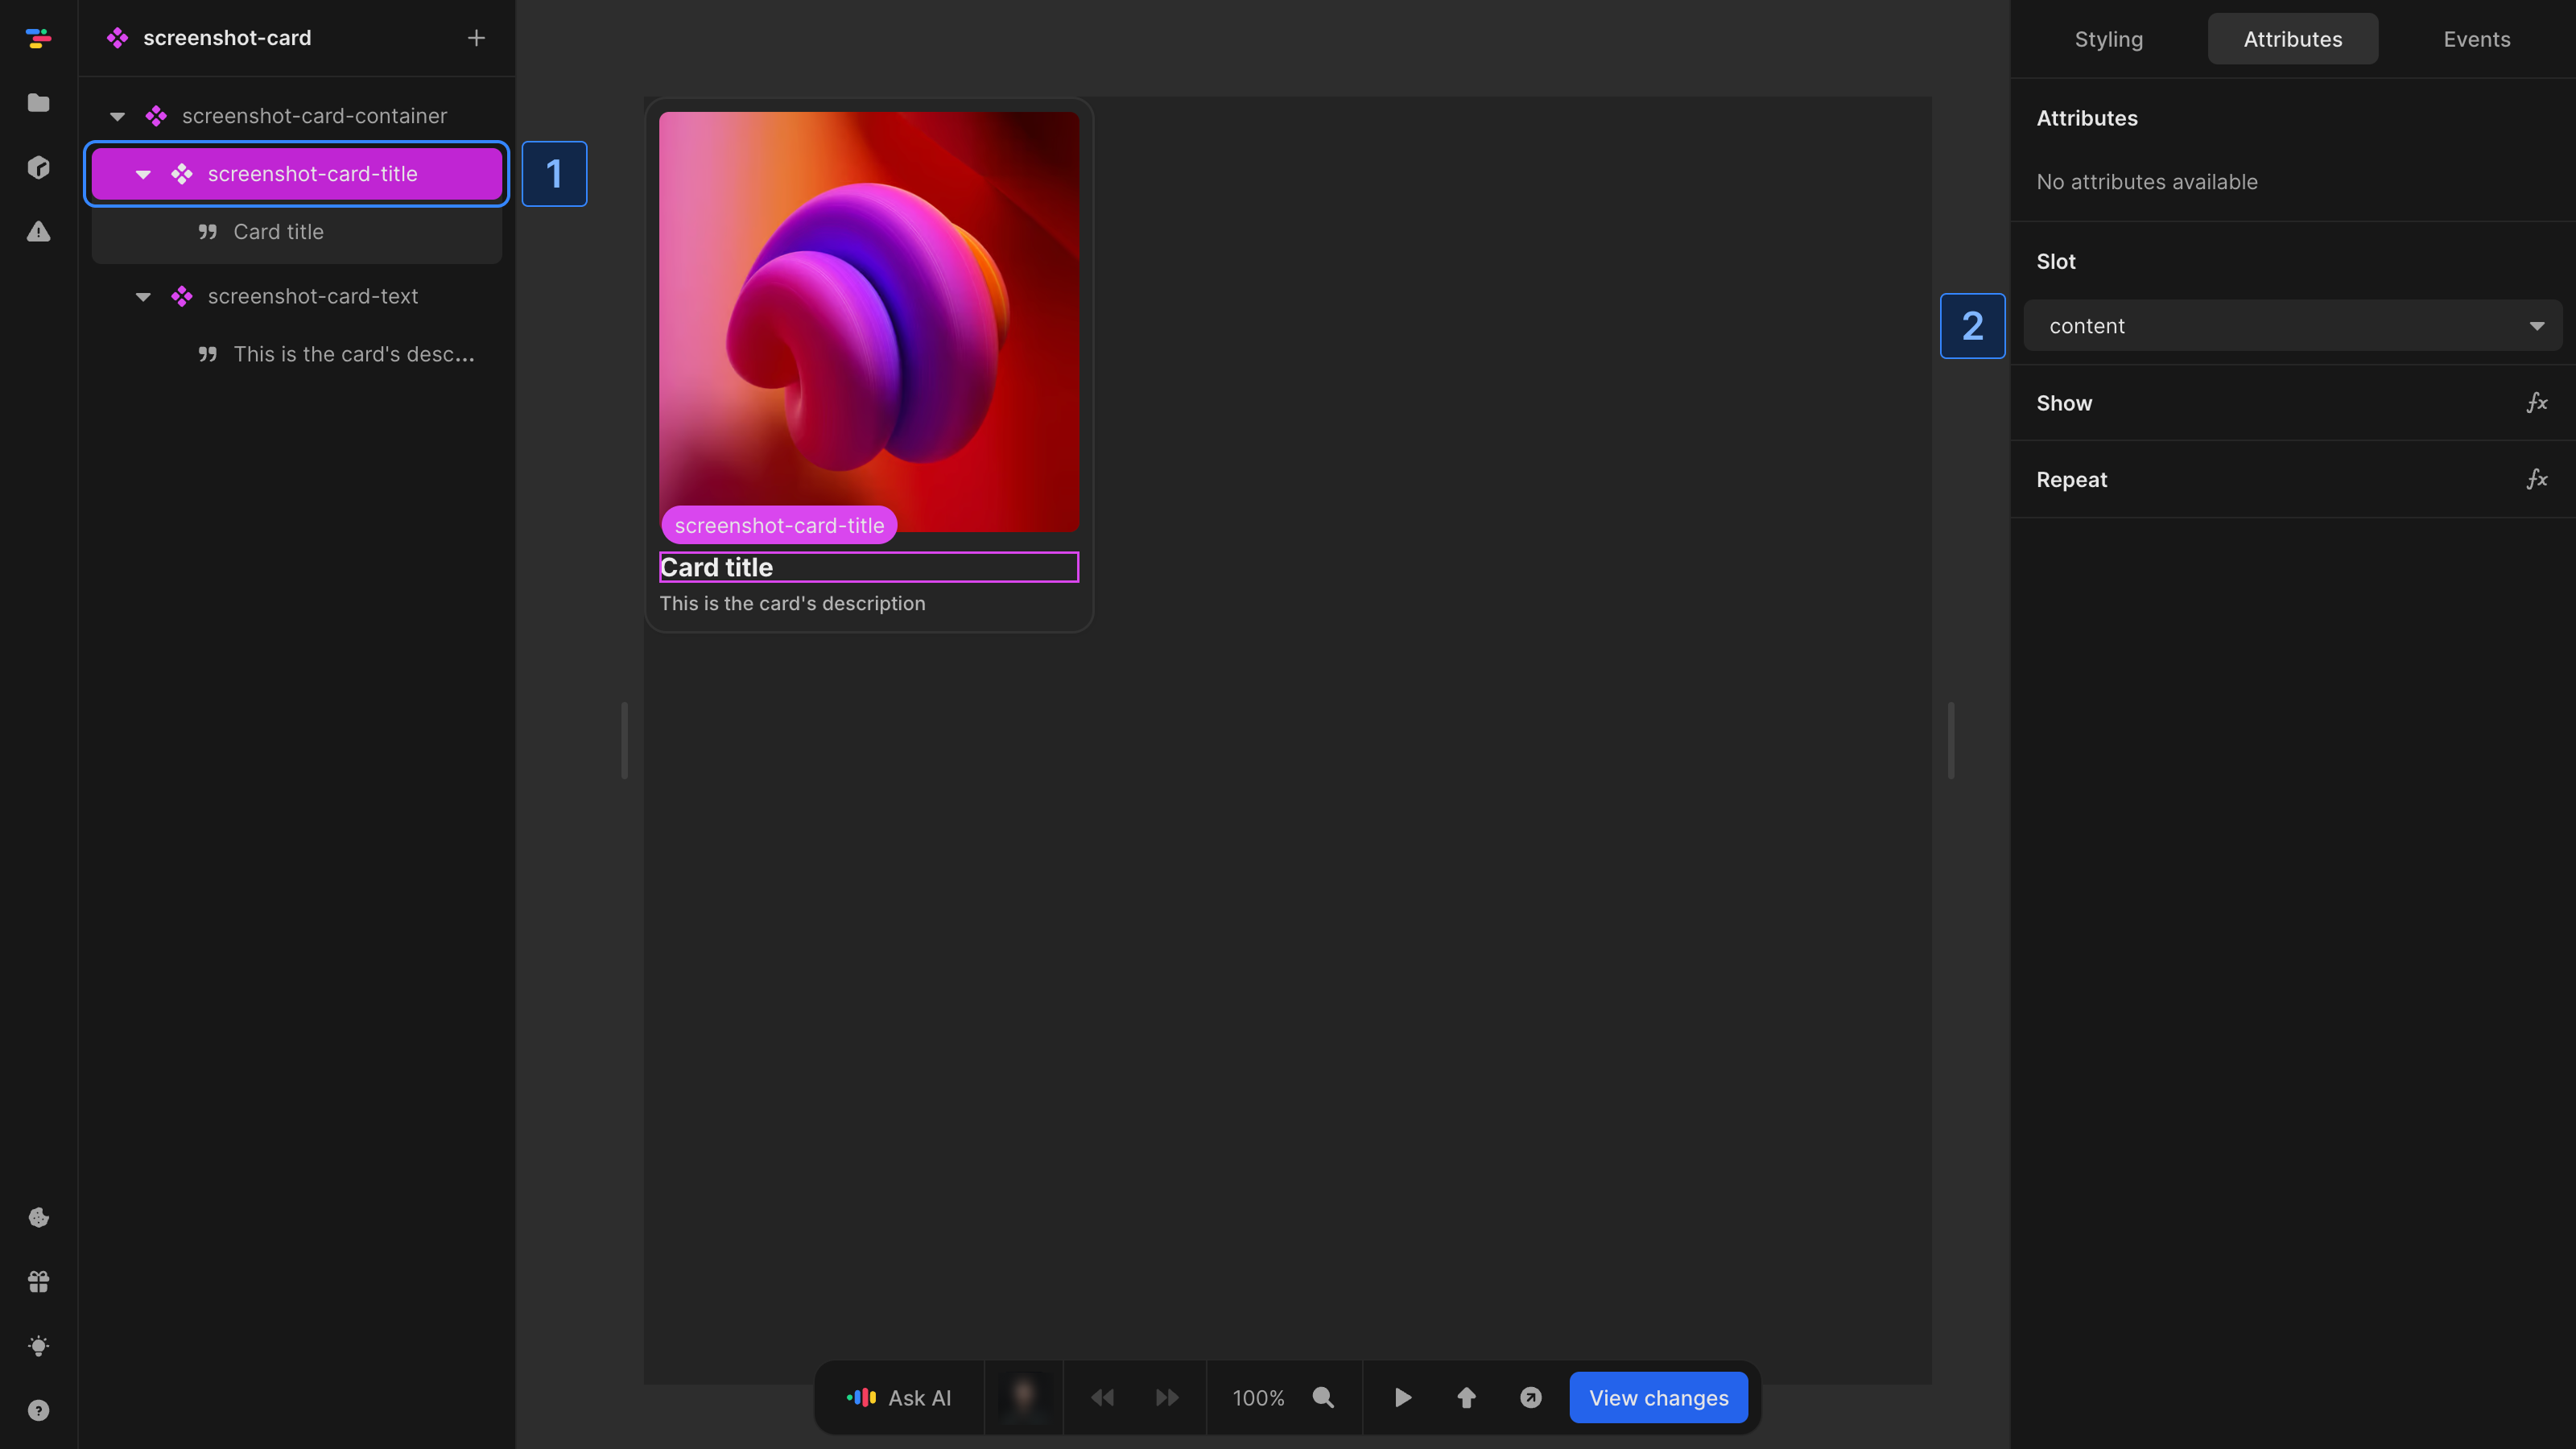 screenshot-card
screenshot-card-container
screenshot-card-title
Card title
screenshot-card-text
This is the card's desc...
1
screenshot-card-title
Card title
This is the card's description
2
Styling
Attributes
Events
Attributes
No attributes available
Slot
content
Show
fx
Repeat
fx
Ask AI
100%
View changes